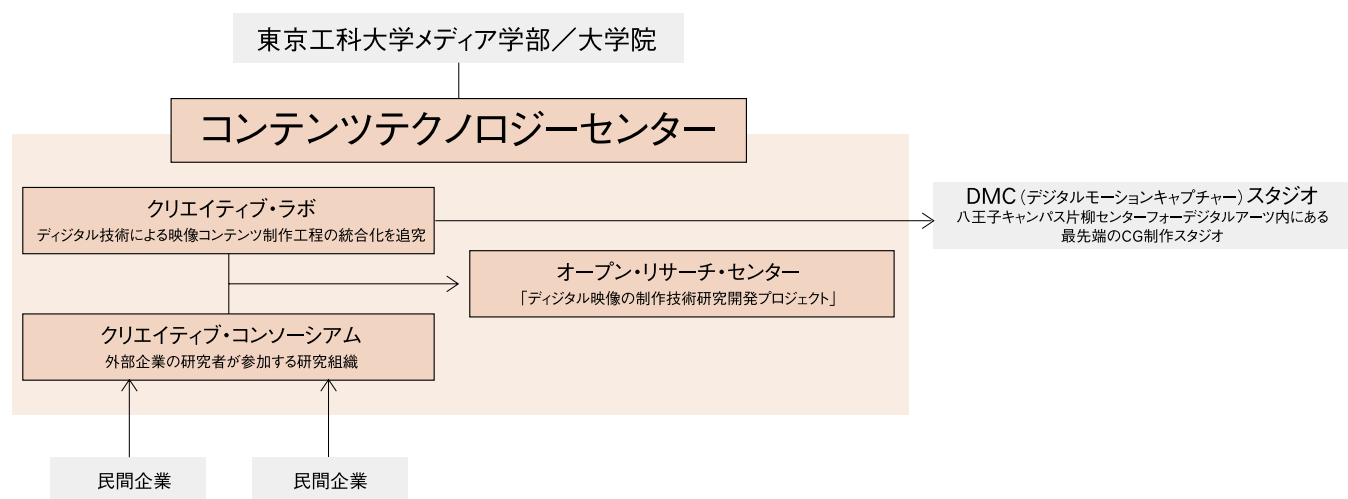 東京工科大学メディア学部／大学院
コンテンツテクノロジーセンター
クリエイティブ・ラボ
ディジタル技術による映像コンテンツ制作工程の統合化を追究
DMC（デジタルモーションキャプチャー）スタジオ
八王子キャンパス片柳センターフォーデジタルアーツ内にある
最先端のCG制作スタジオ
オープン・リサーチ・センター
「ディジタル映像の制作技術研究開発プロジェクト」
クリエイティブ・コンソーシアム
外部企業の研究者が参加する研究組織
民間企業
民間企業